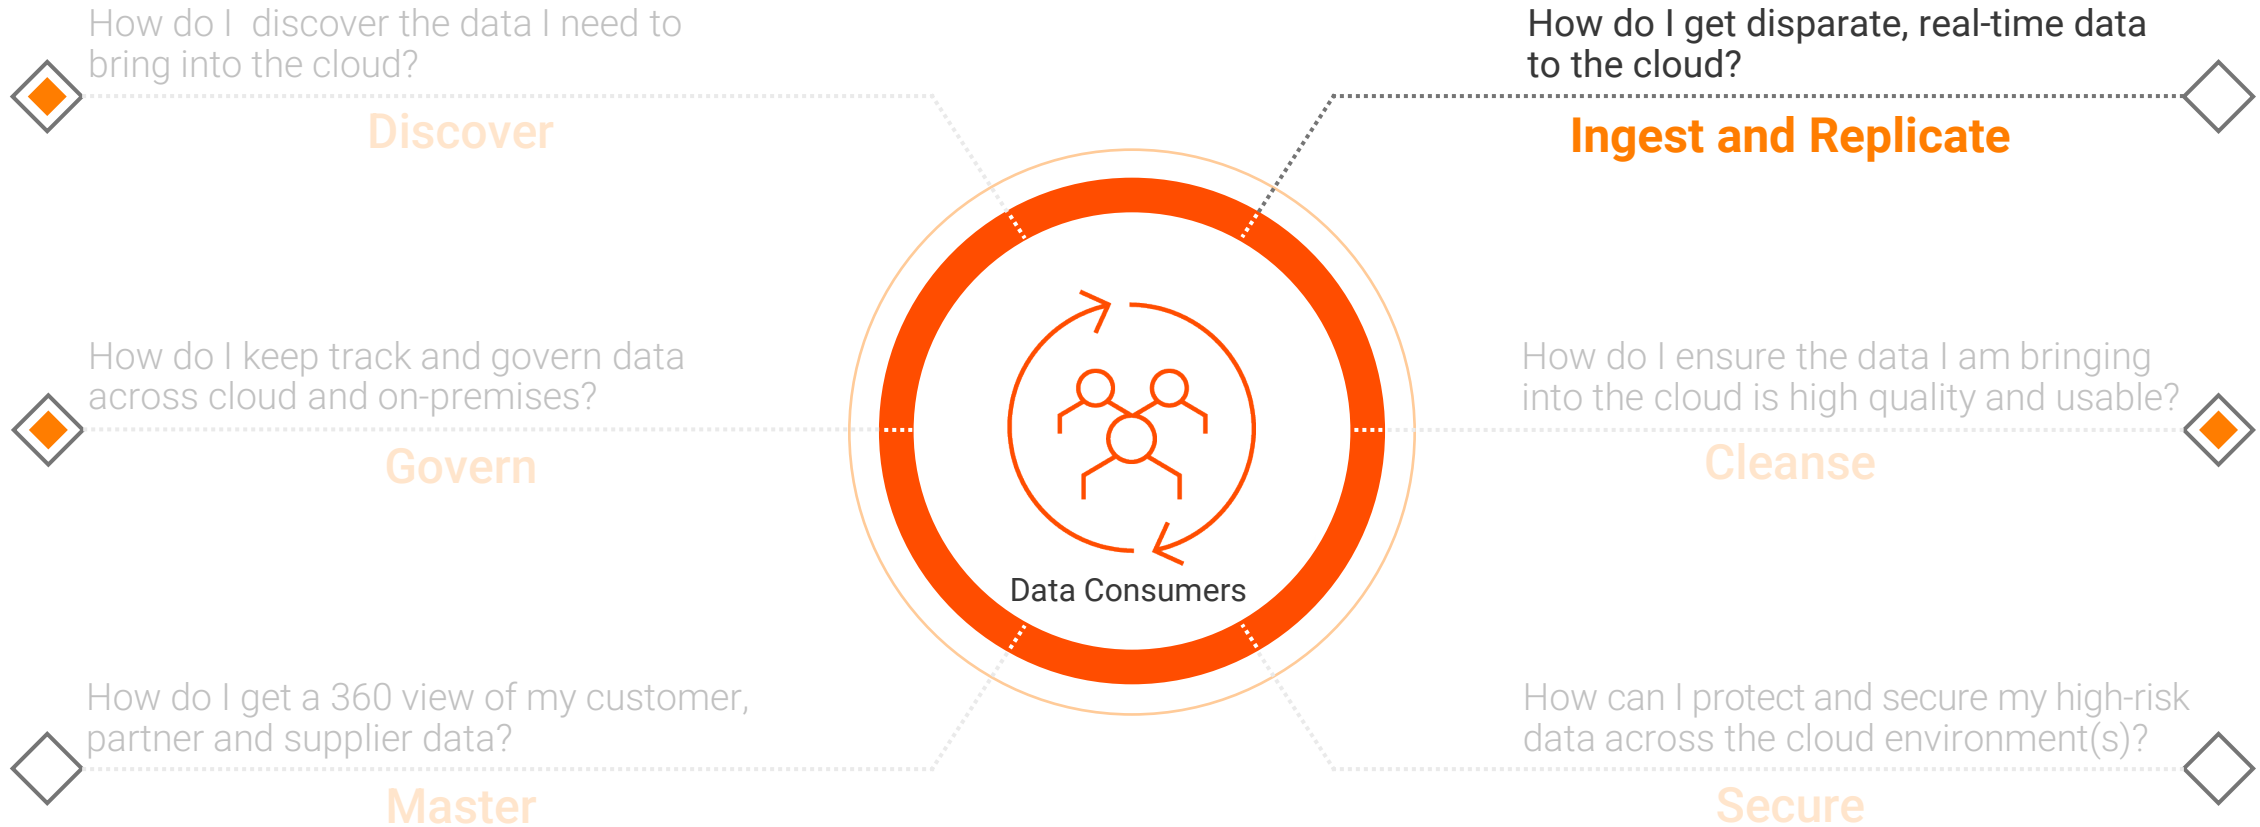 How do I  discover the data I need to
bring into the cloud?
Discover
How do I get disparate, real-time data
to the cloud?
Ingest and Replicate
How do I keep track and govern data
across cloud and on-premises?
Govern
How do I ensure the data I am bringing
into the cloud is high quality and usable?
Cleanse
Data Consumers
How do I get a 360 view of my customer,
partner and supplier data?
Master
How can I protect and secure my high-risk
data across the cloud environment(s)?
Secure